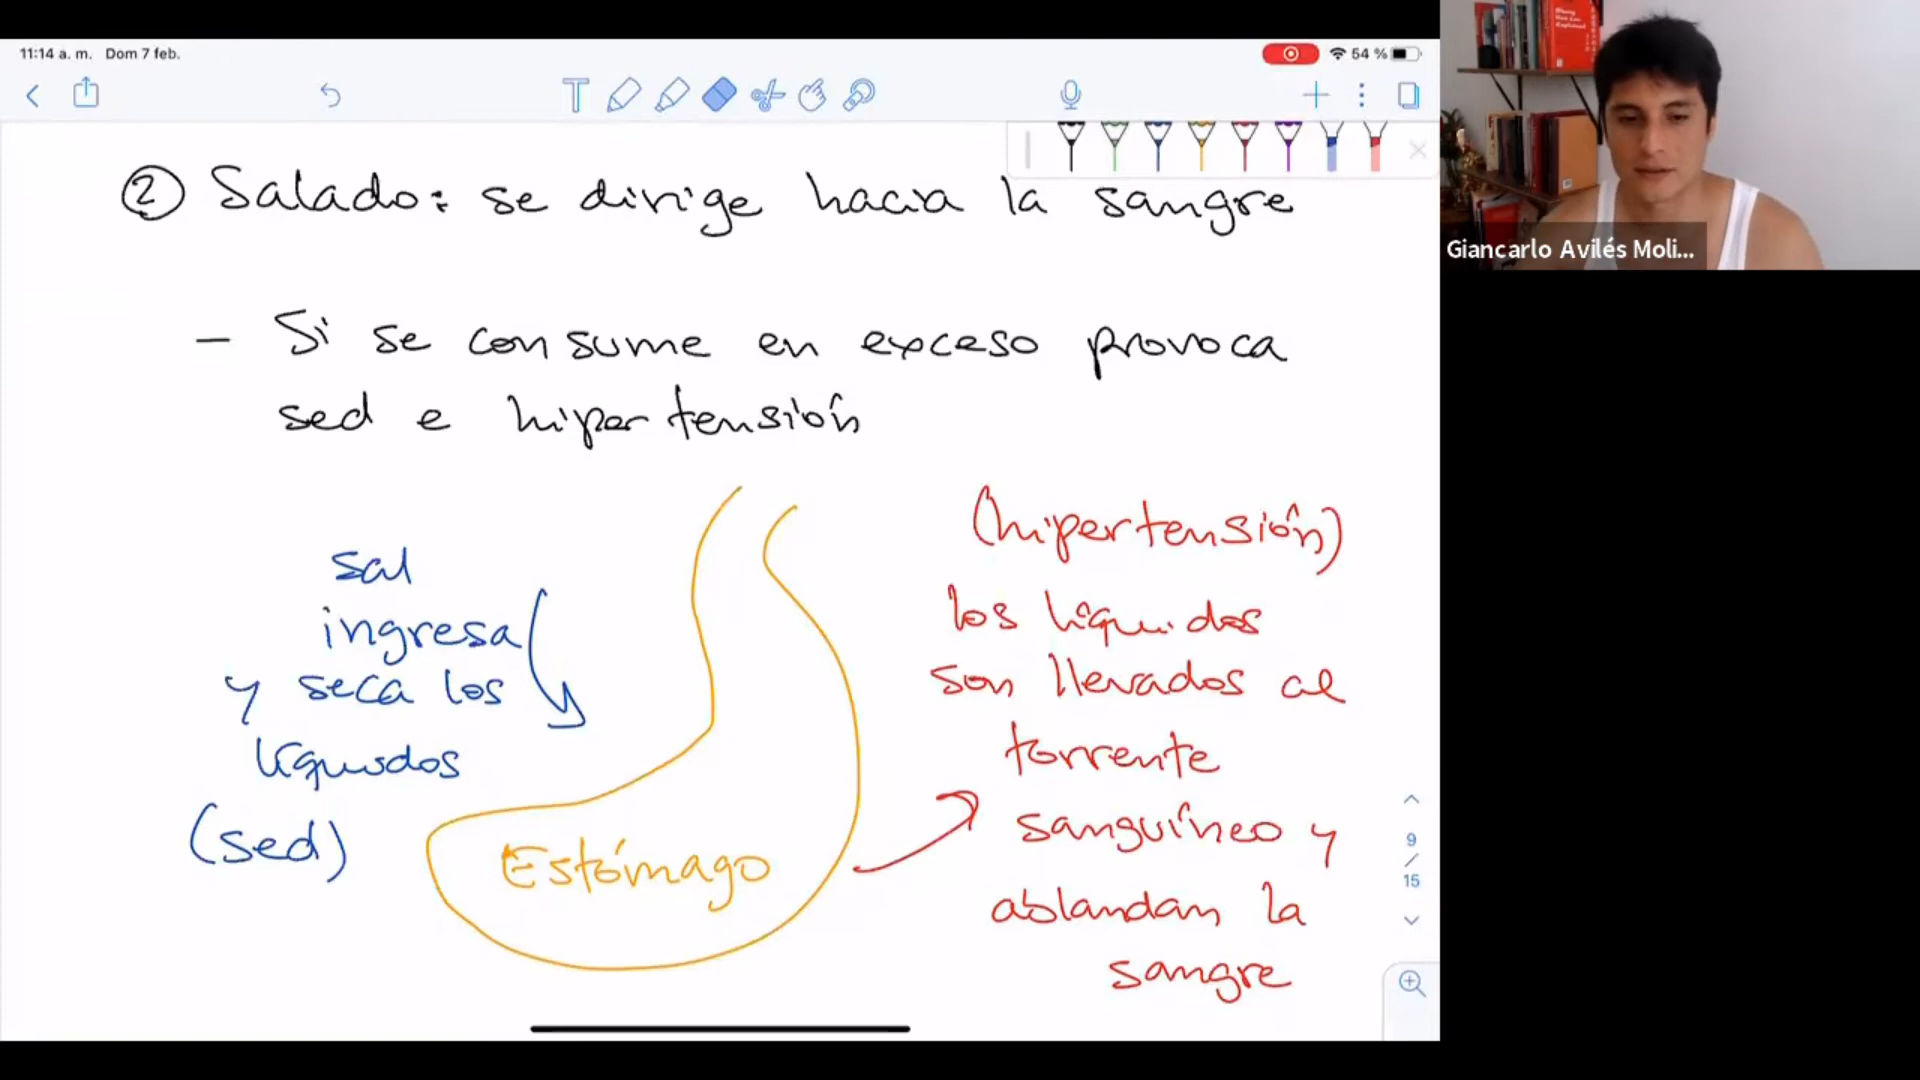 11:14 a. m. Dom 7 feb.
54 %
② Salado: se dirige hacia la sangre
- Si se consume en exceso provoca
sed e hipertensión
sal
ingresa
y seca los
líquidos
(sed)
Estómago
(hipertensión)
los líquidos
son llevados al
torrente
sanguíneo y
ablandan la
sangre
9
/
15
Giancarlo Avilés Moli...